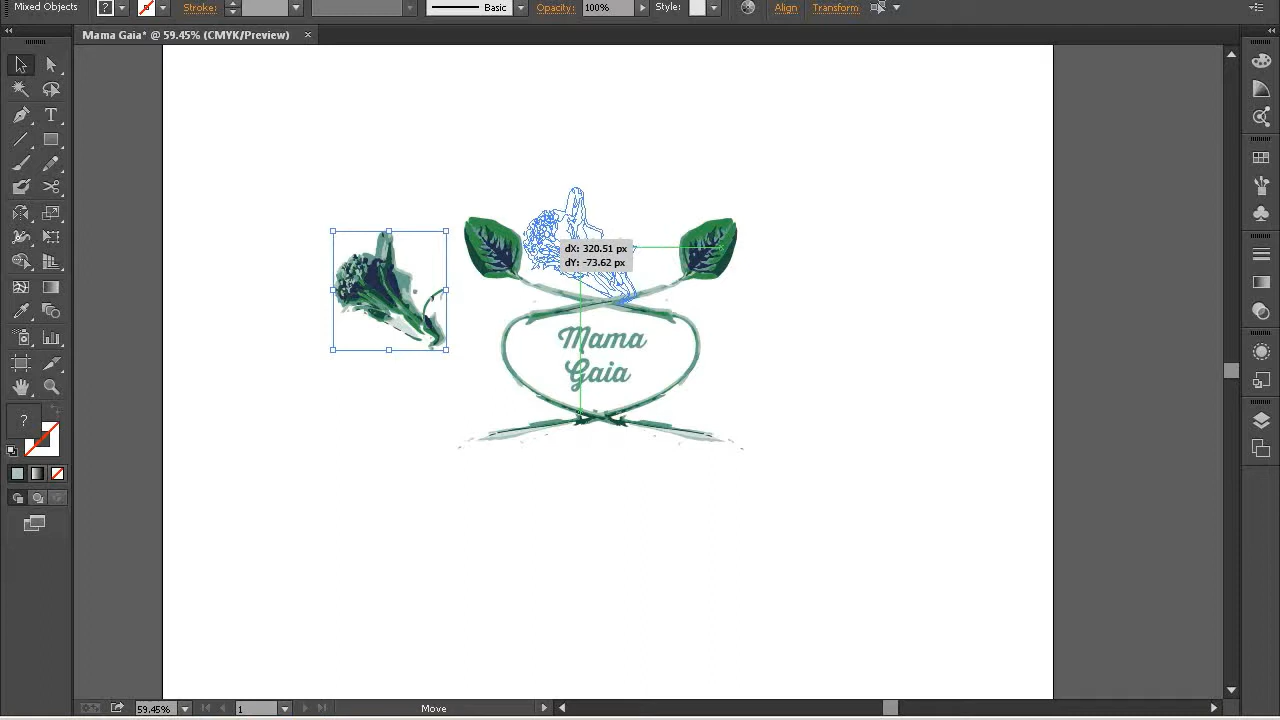 Mixed Objects Stroke: Basic Opacity: 100% Style: Align Transform
Mama Gaia* @ 59.45% (CMYK/Preview) ×
dX: 320.51 px
dY: -73.62 px
Mama
Gaia
?
59.45% 1 Move